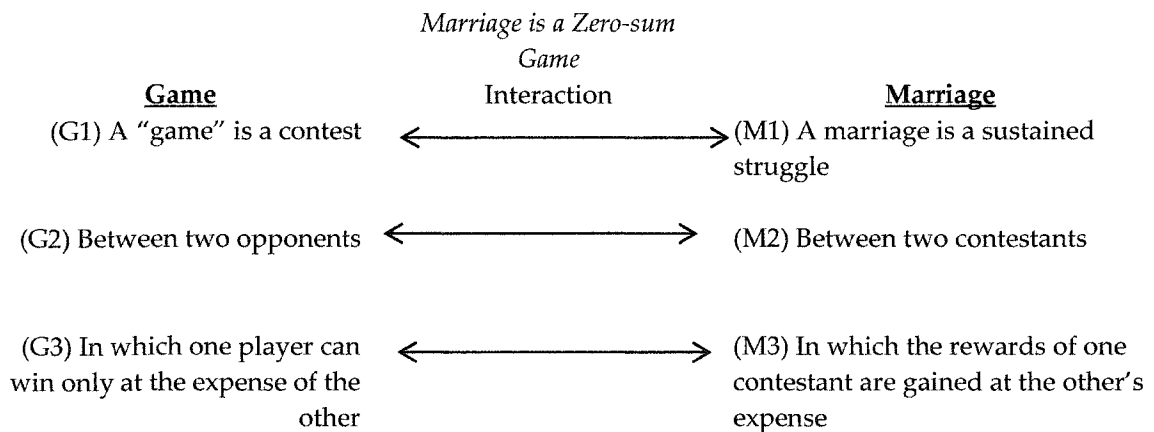 Marriage is a Zero-sum
Game
Game
Interaction
Marriage
(G1) A “game” is a contest
(M1) A marriage is a sustained
struggle
(G2) Between two opponents
(M2) Between two contestants
(G3) In which one player can
win only at the expense of the
other
(M3) In which the rewards of one
contestant are gained at the other’s
expense